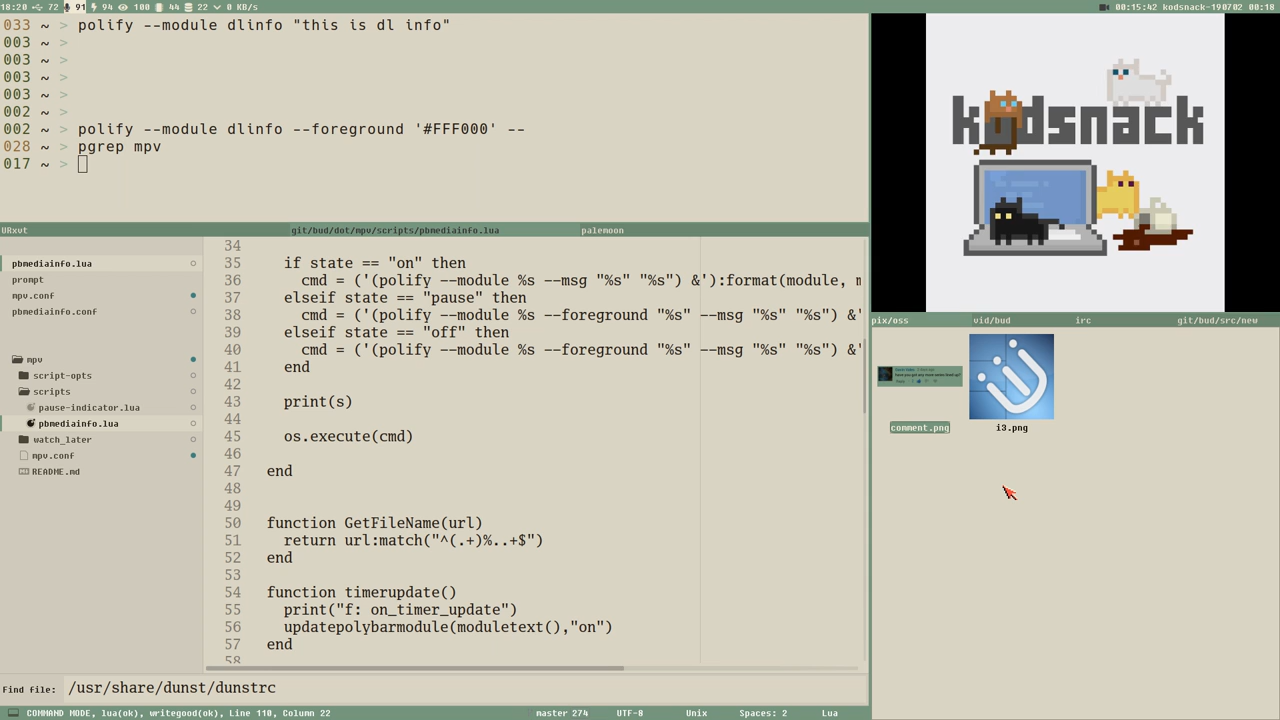 18:20 72 91 94 100 44 22 0 KB/s
00:15:42 kodsnack-190702 00:18
033 ~ > polify --module dlinfo "this is dl info"
003 ~ >
003 ~ >
003 ~ >
003 ~ >
002 ~ >
002 ~ > polify --module dlinfo --foreground '#FFF000' --
028 ~ > pgrep mpv
017 ~ >
kodsnack
URxvt git/bud/dot/mpv/scripts/pbmediainfo.lua palemoon
pbmediainfo.lua
prompt
mpv.conf
pbmediainfo.conf
mpv
script-opts
scripts
pause-indicator.lua
pbmediainfo.lua
watch_later
mpv.conf
README.md
34
35 if state == "on" then
36 cmd = ('(polify --module %s --msg "%s" "%s") &'):format(module, m
37 elseif state == "pause" then
38 cmd = ('(polify --module %s --foreground "%s" --msg "%s" "%s") &'
39 elseif state == "off" then
40 cmd = ('(polify --module %s --foreground "%s" --msg "%s" "%s") &'
41 end
42
43 print(s)
44
45 os.execute(cmd)
46
47 end
48
49
50 function GetFileName(url)
51 return url:match("^(.+)%..+$")
52 end
53
54 function timerupdate()
55 print("f: on_timer_update")
56 updatepolybarmodule(moduletext(),"on")
57 end
58
Find file: /usr/share/dunst/dunstrc
COMMAND MODE, lua(ok), writegood(ok), Line 110, Column 22 master 274 UTF-8 Unix Spaces: 2 Lua
pix/oss vid/bud irc git/bud/src/new
comment.png i3.png